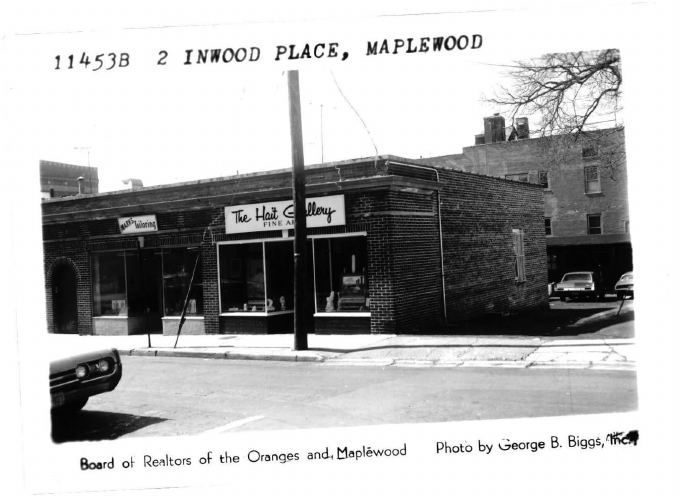 11453B 2 INWOOD PLACE, MAPLEWOOD
Tailoring
The Hait Gallery
FINE AR
Board of Realtors of the Oranges and Maplewood Photo by George B. Biggs, Inc.